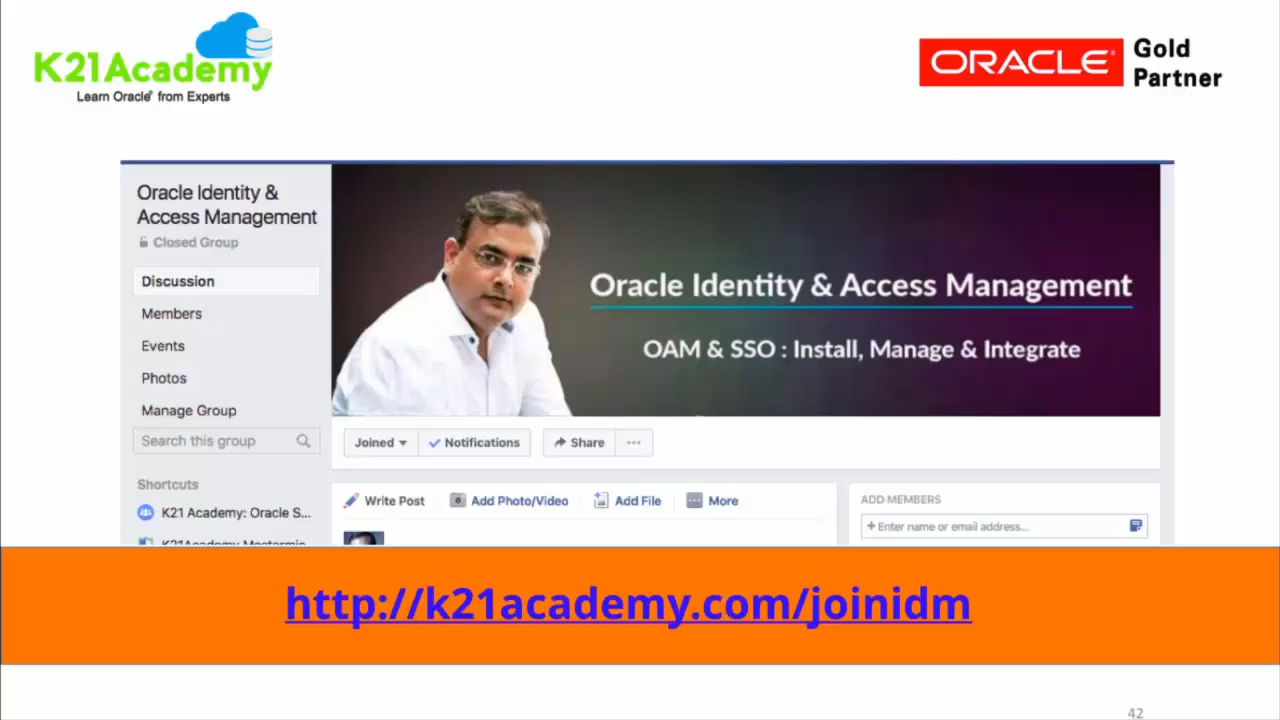 K21Academy
Learn Oracle® from Experts
ORACLE®
Gold
Partner
Oracle Identity &
Access Management
Closed Group
Discussion
Members
Events
Photos
Manage Group
Search this group
Shortcuts
K21 Academy: Oracle S...
Oracle Identity & Access Management
OAM & SSO : Install, Manage & Integrate
Joined
Notifications
Share
Write Post
Add Photo/Video
Add File
More
ADD MEMBERS
+ Enter name or email address...
http://k21academy.com/joinidm
42